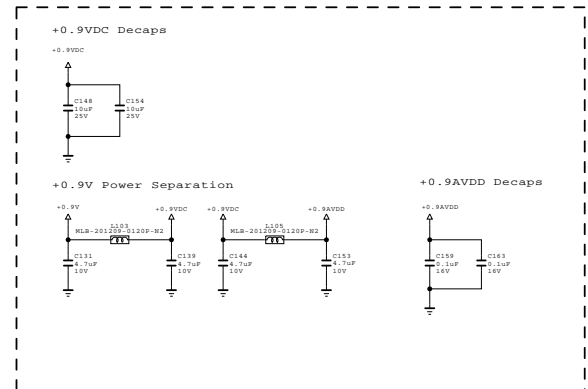 +0.9VDC Decaps
+0.9VDC
C148
10uF
25V
C154
10uF
25V
+0.9V Power Separation
+0.9V
+0.9VDC
+0.9VDC
+0.9AVDD
L103
MLB-201209-0120P-N2
L105
MLB-201209-0120P-N2
C131
4.7uF
10V
C139
4.7uF
10V
C144
4.7uF
10V
C153
4.7uF
10V
+0.9AVDD Decaps
+0.9AVDD
C159
0.1uF
16V
C163
0.1uF
16V